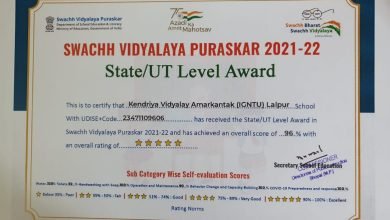 Swachh Vidyalaya Puraskar
Department of School Education & Literacy
Ministry of Education, Government of India
75
Azadi Ka
Amrit Mahotsav
Swachh Bharat
Swachh Vidyalaya
SWACHH VIDYALAYA PURASKAR 2021-22
State/UT Level Award
This is to certify that Kendriya Vidyalay Amarkantak (IGNTU) Lalpur School
With UDISE+Code 23471109606 has received the State/UT Level Award in
Swachh Vidyalaya Puraskar 2021-22 and has achieved an overall score of 96 % with
an overall rating of
Secretary School Education
Sub Category Wise Self-evaluation Scores
Rating Norms